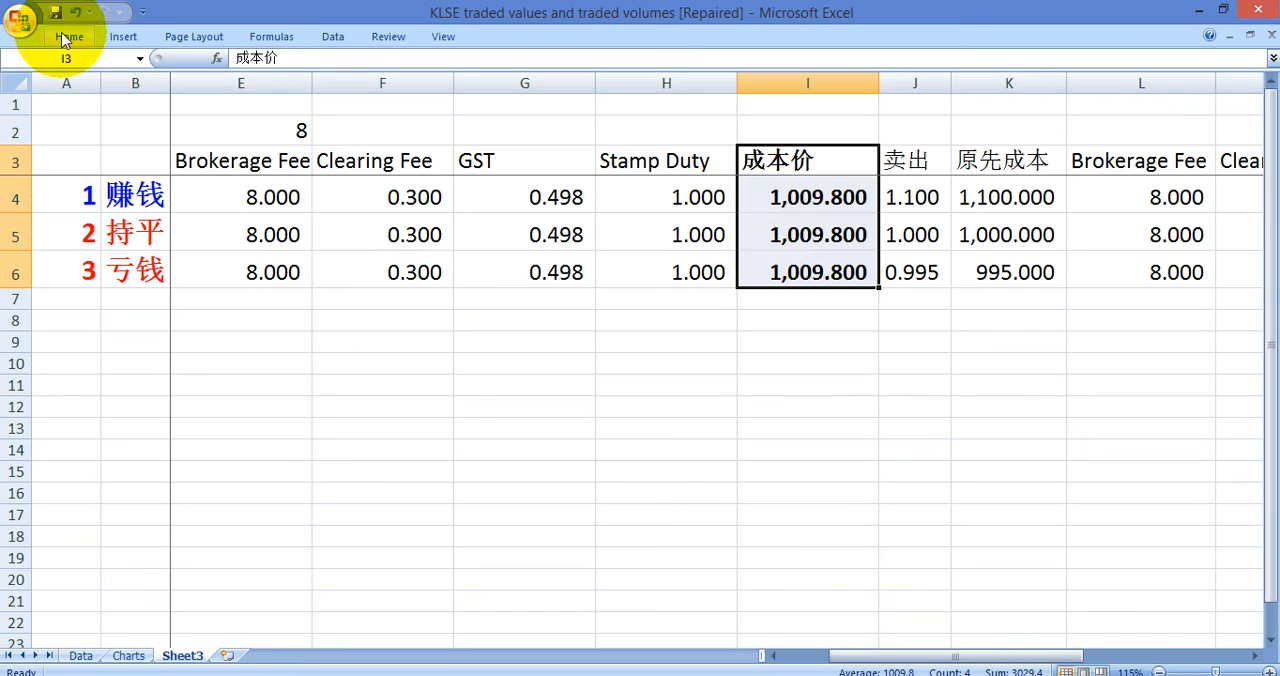 KLSE traded values and traded volumes [Repaired] - Microsoft Excel
Home Insert Page Layout Formulas Data Review View
I3 fx 成本价
A B E F G H I J K L
1
2 8
3 Brokerage Fee Clearing Fee GST Stamp Duty 成本价 卖出 原先成本 Brokerage Fee Clear
4 1 赚钱 8.000 0.300 0.498 1.000 1,009.800 1.100 1,100.000 8.000
5 2 持平 8.000 0.300 0.498 1.000 1,009.800 1.000 1,000.000 8.000
6 3 亏钱 8.000 0.300 0.498 1.000 1,009.800 0.995 995.000 8.000
7
8
9
10
11
12
13
14
15
16
17
18
19
20
21
22
23
Data Charts Sheet3
Ready Average: 1009.8 Count: 4 Sum: 3029.4 115%